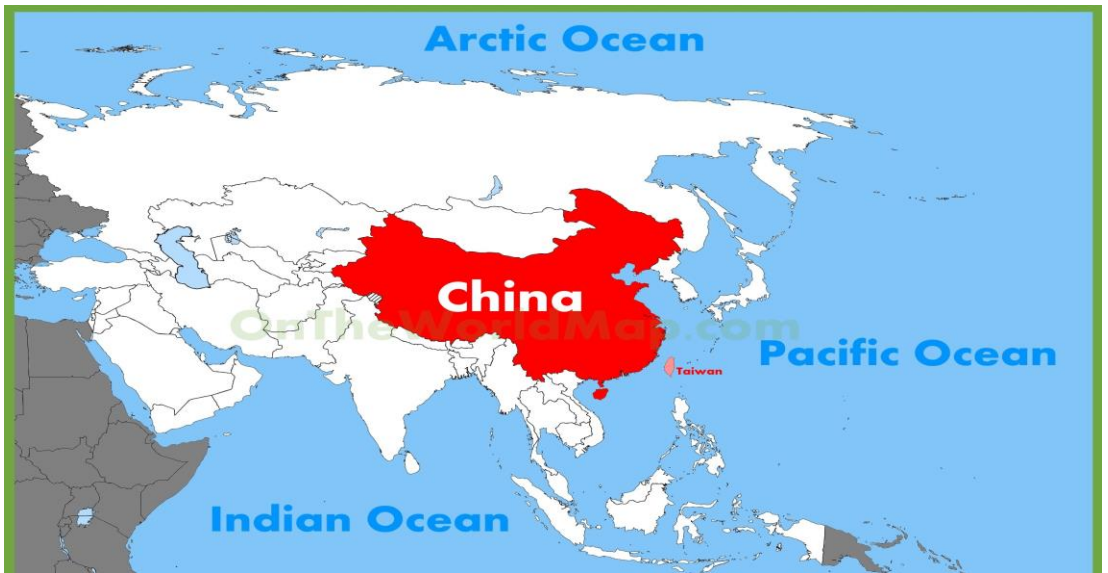 Arctic Ocean
China
OnTheWorldMap.com
Pacific Ocean
Taiwan
Indian Ocean